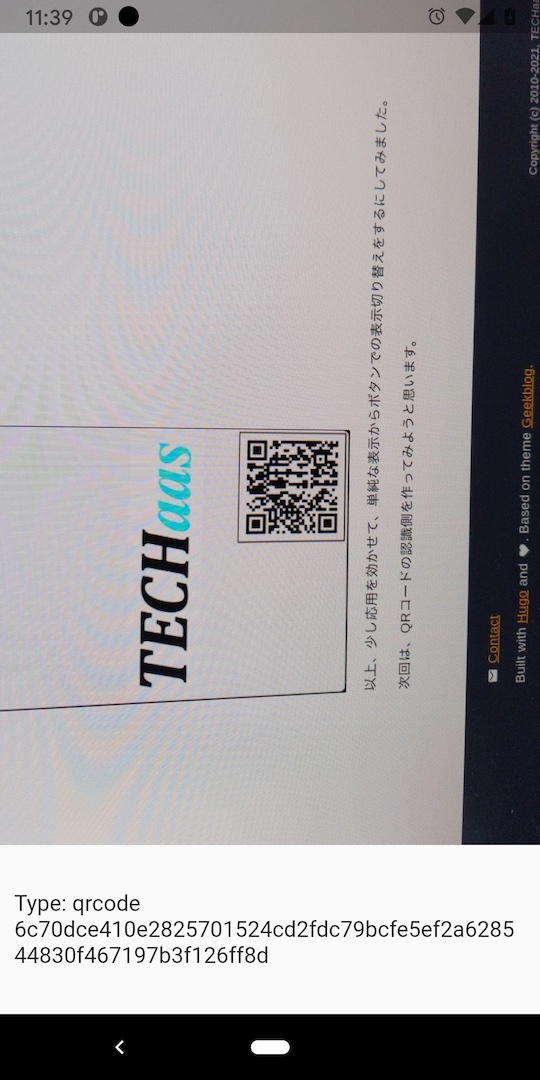 11:39
TECHaas
以上、少し応用を効かせて、単純な表示からボタンでの表示切り替えをするにしてみました。
次回は、QRコードの認識側を作ってみようと思います。
Contact
Built with Hugo and ♥. Based on theme Geekblog.
Copyright (c) 2010-2021, TECHaa
Type: qrcode
6c70dce410e2825701524cd2fdc79bcfe5ef2a6285
44830f467197b3f126ff8d